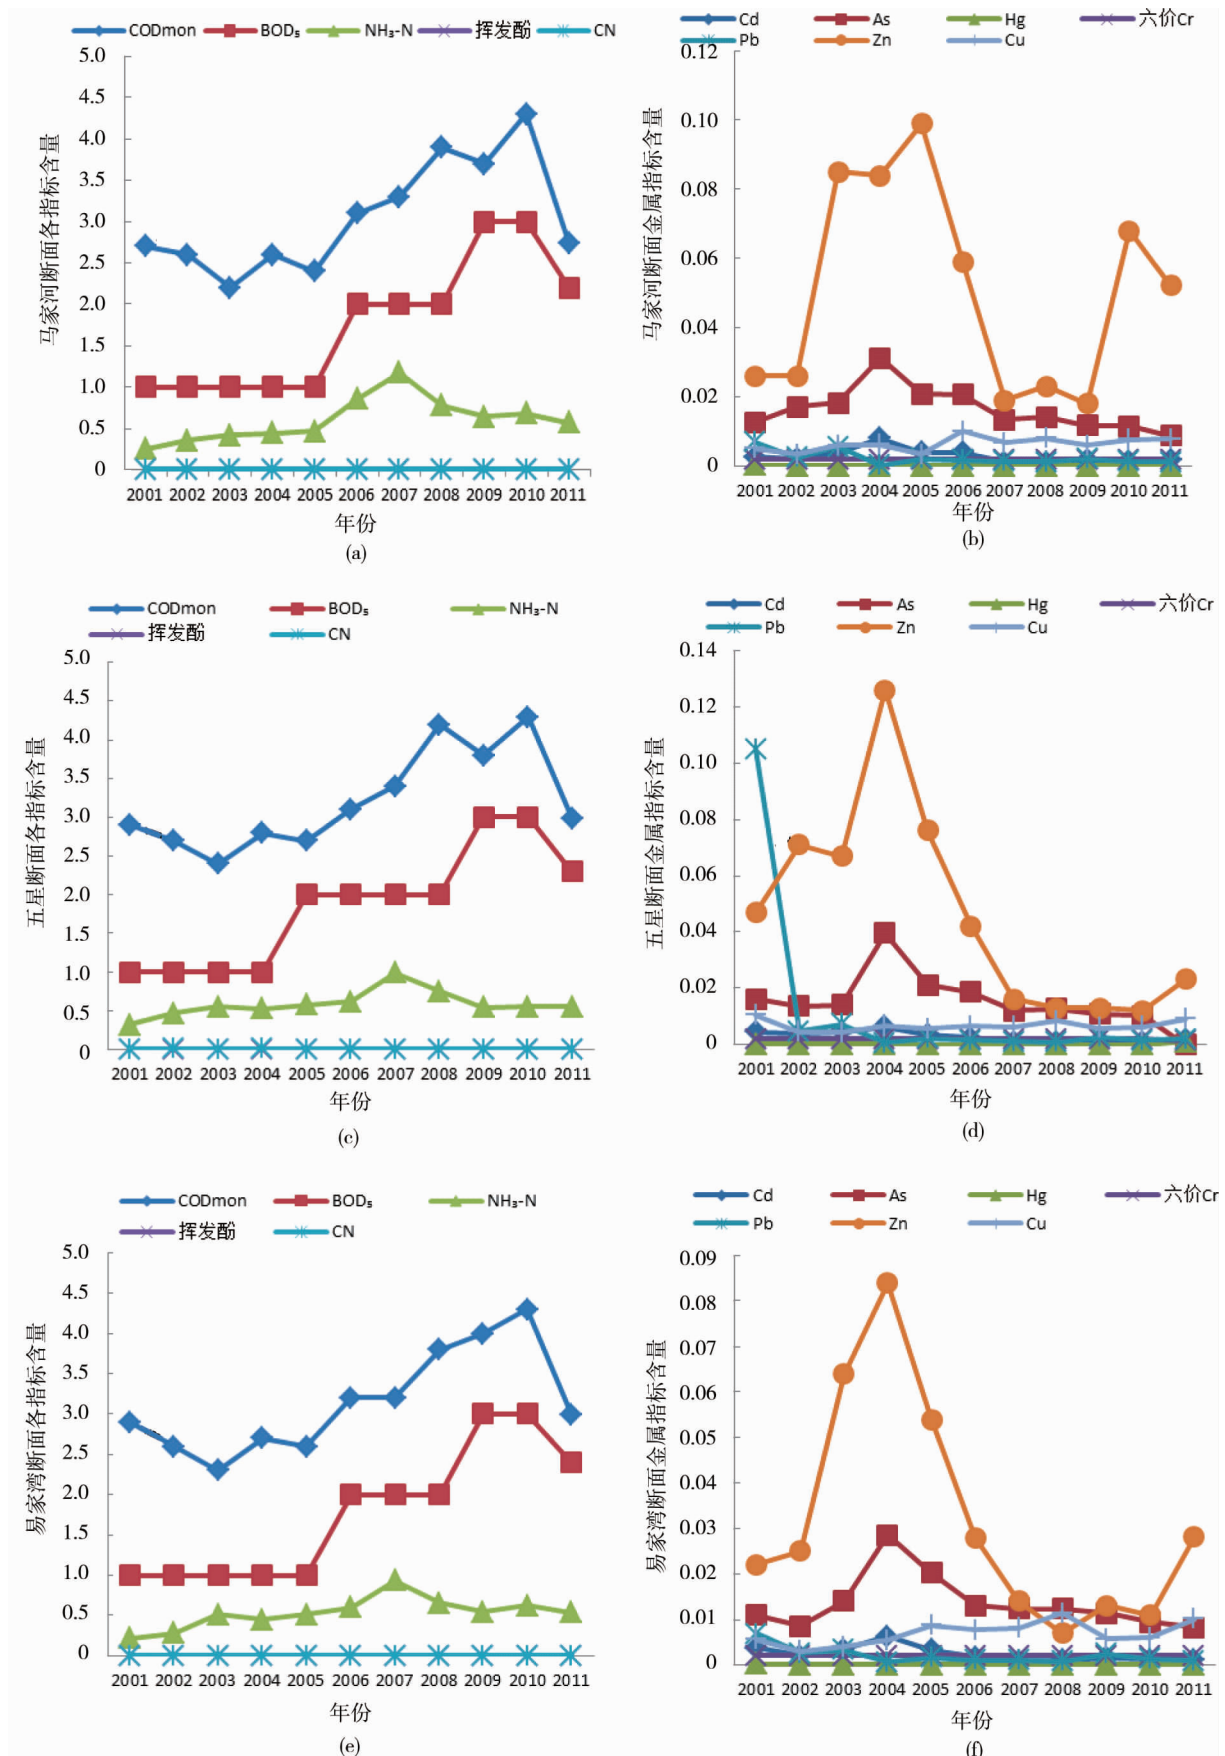 CODmon BOD₅ NH₃-N 挥发酚 CN
5.0
4.5
4.0
3.5
3.0
2.5
2.0
1.5
1.0
0.5
0
马家河断面各指标含量
2001 2002 2003 2004 2005 2006 2007 2008 2009 2010 2011
年份
(a)
Cd As Hg 六价Cr
Pb Zn Cu
0.12
0.10
0.08
0.06
0.04
0.02
0
马家河断面金属指标含量
2001 2002 2003 2004 2005 2006 2007 2008 2009 2010 2011
年份
(b)
CODmon BOD₅ NH₃-N
挥发酚 CN
5.0
4.5
4.0
3.5
3.0
2.5
2.0
1.5
1.0
0.5
0
五星断面各指标含量
2001 2002 2003 2004 2005 2006 2007 2008 2009 2010 2011
年份
(c)
Cd As Hg 六价Cr
Pb Zn Cu
0.14
0.12
0.10
0.08
0.06
0.04
0.02
0
五星断面金属指标含量
2001 2002 2003 2004 2005 2006 2007 2008 2009 2010 2011
年份
(d)
CODmon BOD₅ NH₃-N
挥发酚 CN
5.0
4.5
4.0
3.5
3.0
2.5
2.0
1.5
1.0
0.5
0
易家湾断面各指标含量
2001 2002 2003 2004 2005 2006 2007 2008 2009 2010 2011
年份
(e)
Cd As Hg 六价Cr
Pb Zn Cu
0.09
0.08
0.07
0.06
0.05
0.04
0.03
0.02
0.01
0
易家湾断面金属指标含量
2001 2002 2003 2004 2005 2006 2007 2008 2009 2010 2011
年份
(f)